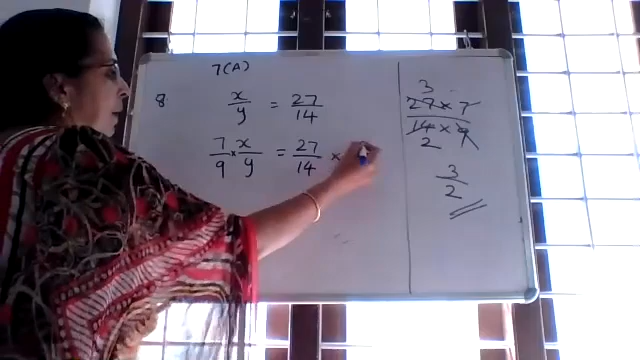 7(A)
8. x/y = 27/14
7/9 × x/y = 27/14 ×
3
27 × 7
14 × 9
2
3/2